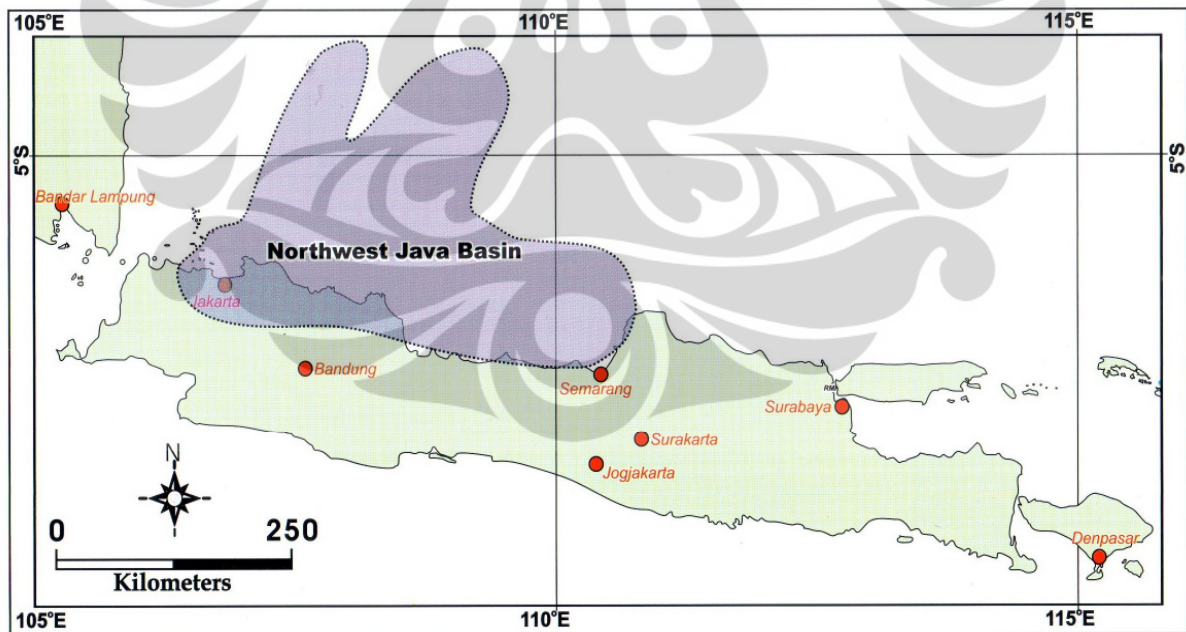 105°E 110°E 115°E
5°S 5°S
Bandar Lampung
Northwest Java Basin
Jakarta
Bandung
Semarang
RMK
Surabaya
Surakarta
Jogjakarta
N
0 250
Kilometers
Denpasar
105°E 110°E 115°E